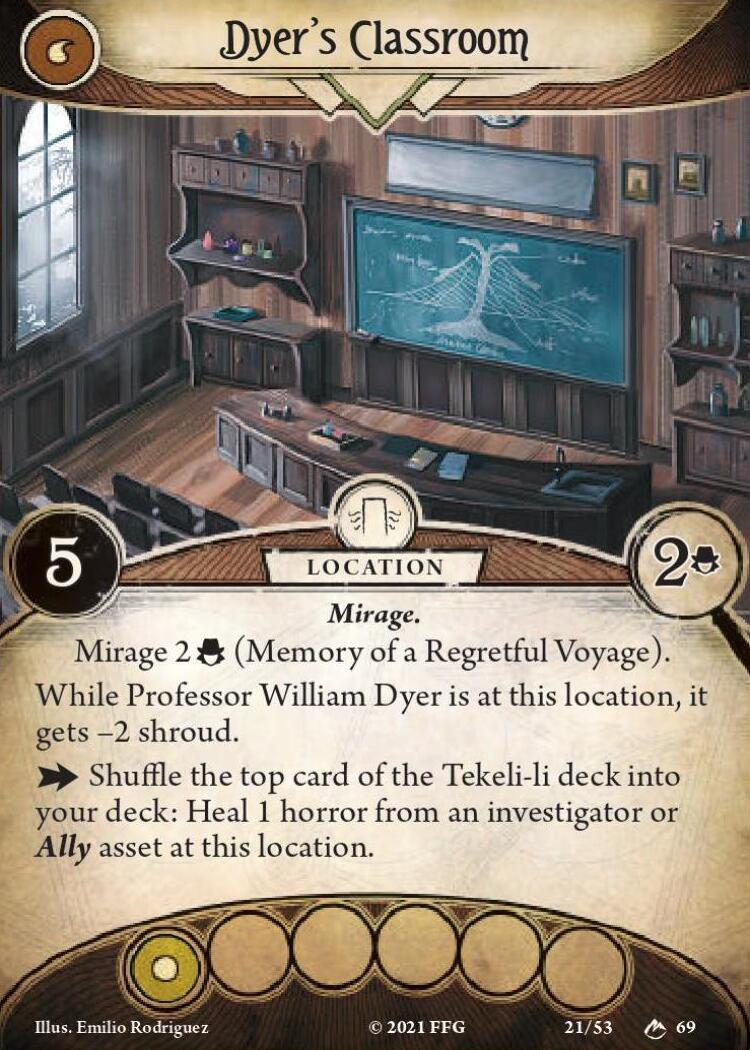 Dyer's Classroom
5
LOCATION
2
Mirage.
Mirage 2 (Memory of a Regretful Voyage).
While Professor William Dyer is at this location, it
gets –2 shroud.
Shuffle the top card of the Tekeli-li deck into
your deck: Heal 1 horror from an investigator or
Ally asset at this location.
Illus. Emilio Rodriguez
© 2021 FFG
21/53
69